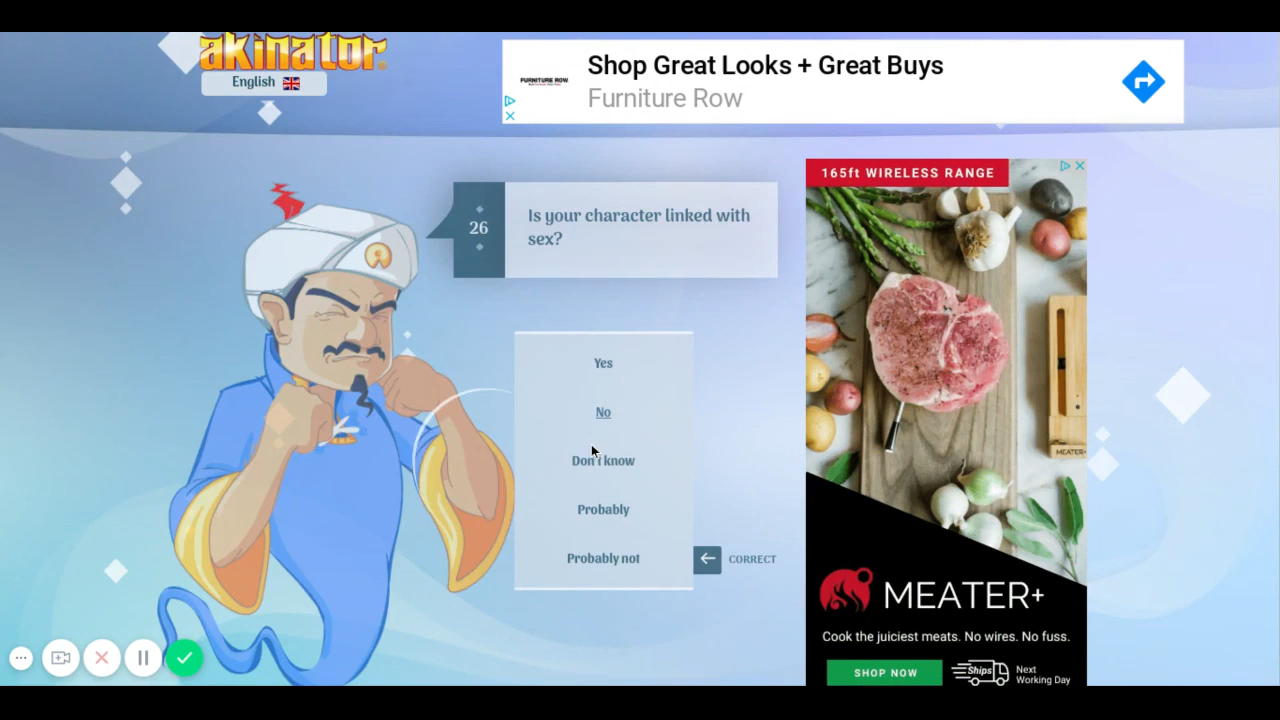 akinator
English
Shop Great Looks + Great Buys
FURNITURE ROW
Furniture Row
26
Is your character linked with
sex?
Yes
No
Don't know
Probably
Probably not
CORRECT
165ft WIRELESS RANGE
MEATER+
MEATER+
Cook the juiciest meats. No wires. No fuss.
SHOP NOW
Ships
Next
Working Day